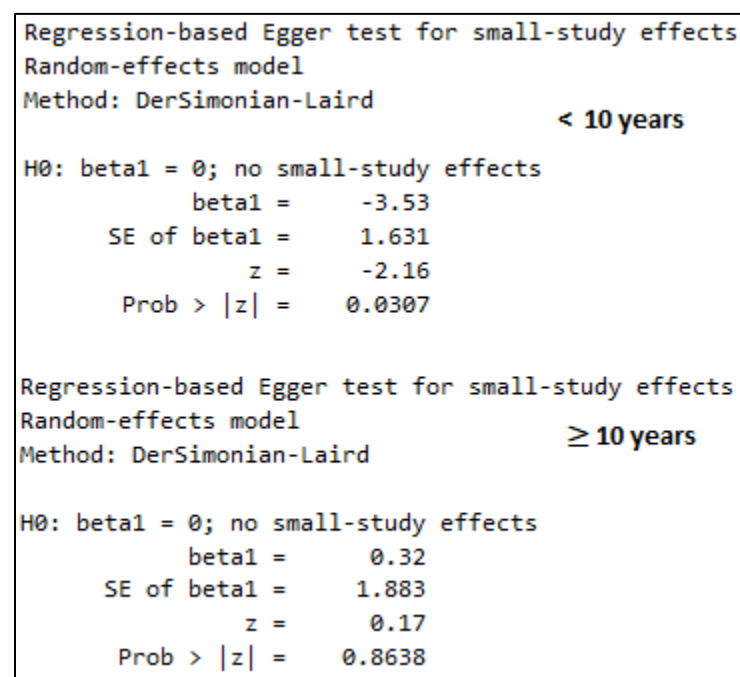 Regression-based Egger test for small-study effects
Random-effects model
Method: DerSimonian-Laird
< 10 years
H0: beta1 = 0; no small-study effects
beta1 = -3.53
SE of beta1 = 1.631
z = -2.16
Prob > |z| = 0.0307
Regression-based Egger test for small-study effects
Random-effects model
≥ 10 years
Method: DerSimonian-Laird
H0: beta1 = 0; no small-study effects
beta1 = 0.32
SE of beta1 = 1.883
z = 0.17
Prob > |z| = 0.8638